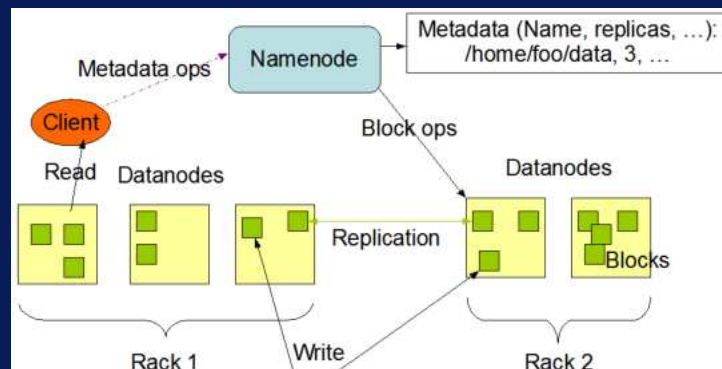 Metadata (Name, replicas, …):
/home/foo/data, 3, …
Namenode
Metadata ops
Client
Block ops
Read
Datanodes
Datanodes
Replication
Blocks
Write
Rack 1
Rack 2